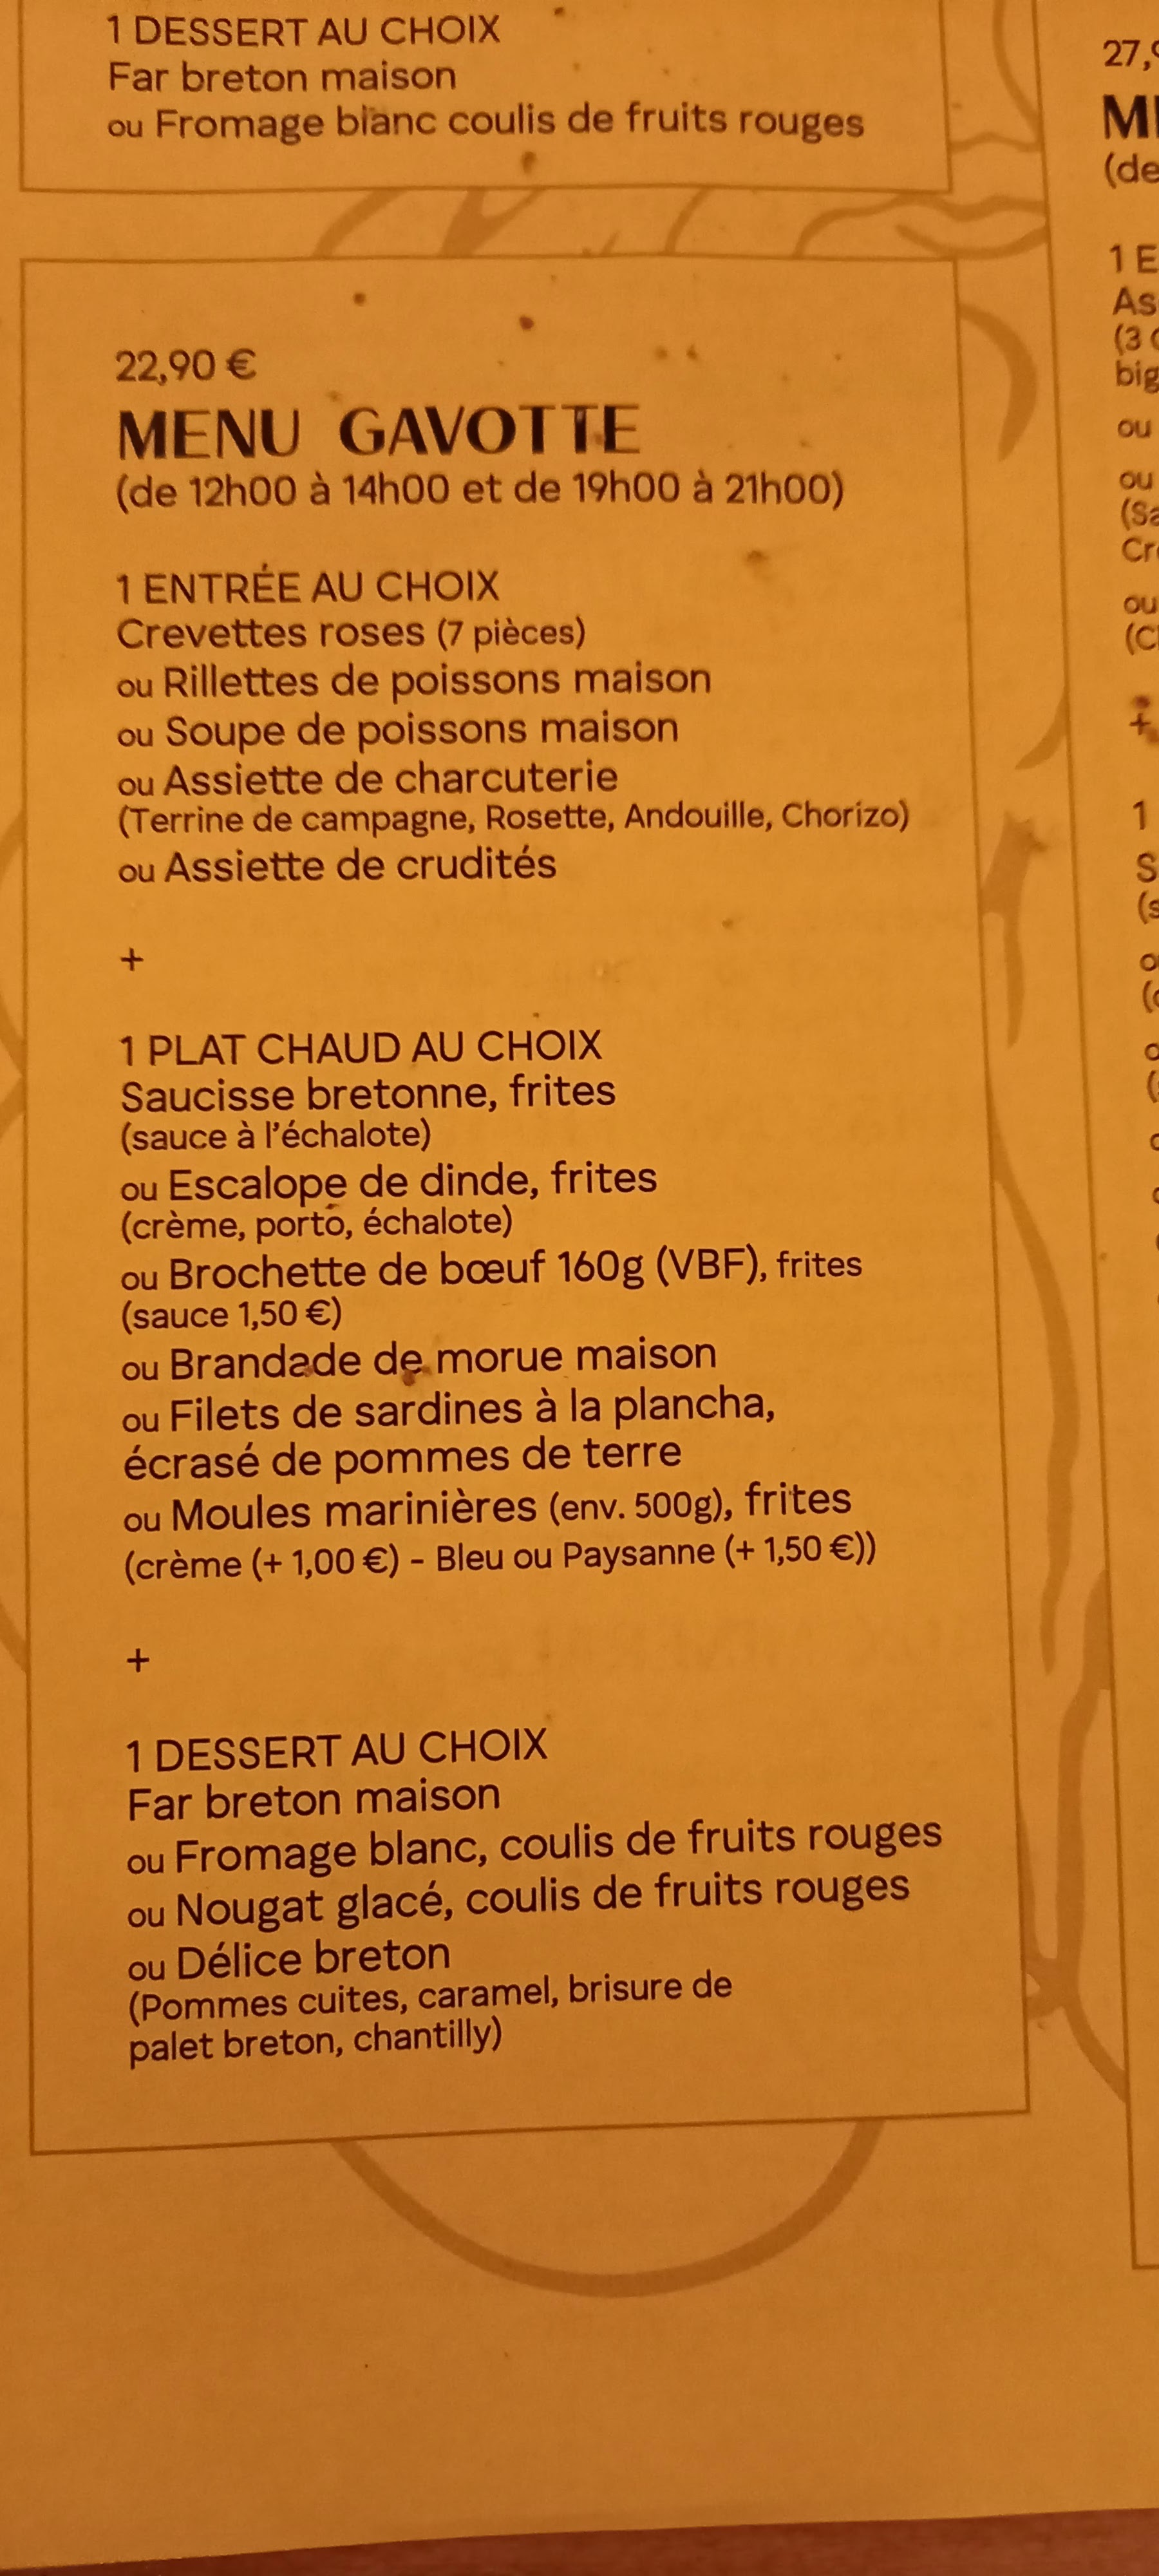 1 DESSERT AU CHOIX
Far breton maison
ou Fromage blanc coulis de fruits rouges
22,90 €
MENU GAVOTTE
(de 12h00 à 14h00 et de 19h00 à 21h00)
1 ENTRÉE AU CHOIX
Crevettes roses (7 pièces)
ou Rillettes de poissons maison
ou Soupe de poissons maison
ou Assiette de charcuterie
(Terrine de campagne, Rosette, Andouille, Chorizo)
ou Assiette de crudités
+
1 PLAT CHAUD AU CHOIX
Saucisse bretonne, frites
(sauce à l'échalote)
ou Escalope de dinde, frites
(crème, porto, échalote)
ou Brochette de bœuf 160g (VBF), frites
(sauce 1,50 €)
ou Brandade de morue maison
ou Filets de sardines à la plancha,
écrasé de pommes de terre
ou Moules marinières (env. 500g), frites
(crème (+ 1,00 €) - Bleu ou Paysanne (+ 1,50 €))
+
1 DESSERT AU CHOIX
Far breton maison
ou Fromage blanc, coulis de fruits rouges
ou Nougat glacé, coulis de fruits rouges
ou Délice breton
(Pommes cuites, caramel, brisure de
palet breton, chantilly)
(de
ou
ou
ou
+
1